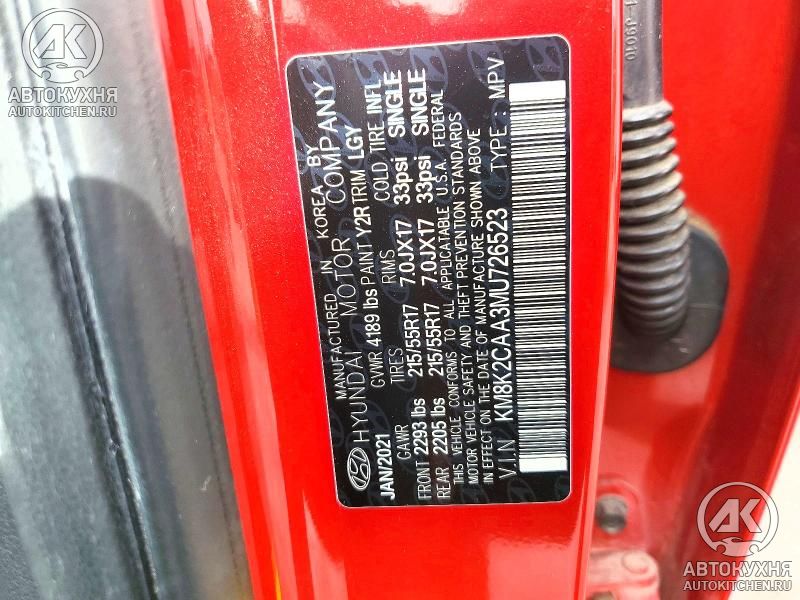 АВТОКУХНЯ
AUTOKITCHEN.RU
MANUFACTURED IN KOREA BY
HYUNDAI MOTOR COMPANY
JAN/2021 GVWR 4189 lbs PAINT Y2R TRIM LGY
GAWR TIRES RIMS COLD TIRE INFL
FRONT 2293 lbs 215/55R17 7.0JX17 33psi SINGLE
REAR 2205 lbs 215/55R17 7.0JX17 33psi SINGLE
THIS VEHICLE CONFORMS TO ALL APPLICATABLE U.S.A. FEDERAL
MOTOR VEHICLE SAFETY AND THEFT PREVENTION STANDARDS
IN EFFECT ON THE DATE OF MANUFACTURE SHOWN ABOVE
V.I.N KM8K2CAA3MU726523 TYPE : MPV
АВТОКУХНЯ
AUTOKITCHEN.RU